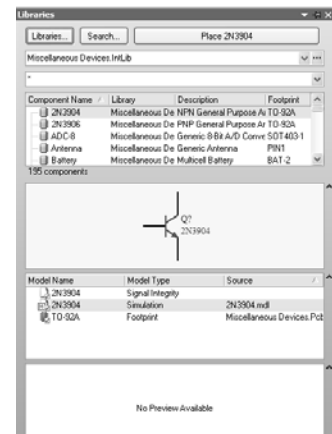 Libraries
Libraries... Search... Place 2N3904
Miscellaneous Devices.IntLib
*
Component Name / Library Description Footprint
2N3904 Miscellaneous De NPN General Purpose Ar TO-92A
2N3906 Miscellaneous De PNP General Purpose Ar TO-92A
ADC-8 Miscellaneous De Generic 8-Bit A/D Conve SOT403-1
Antenna Miscellaneous De Generic Antenna PIN1
Battery Miscellaneous De Multicell Battery BAT-2
195 components
Q?
2N3904
Model Name Model Type Source /
2N3904 Signal Integrity
2N3904 Simulation 2N3904.mdl
TO-92A Footprint Miscellaneous Devices.Pcb
No Preview Available